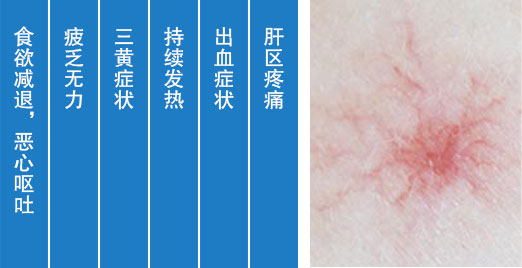 食欲减退，恶心呕吐
疲乏无力
三黄症状
持续发热
出血症状
肝区疼痛